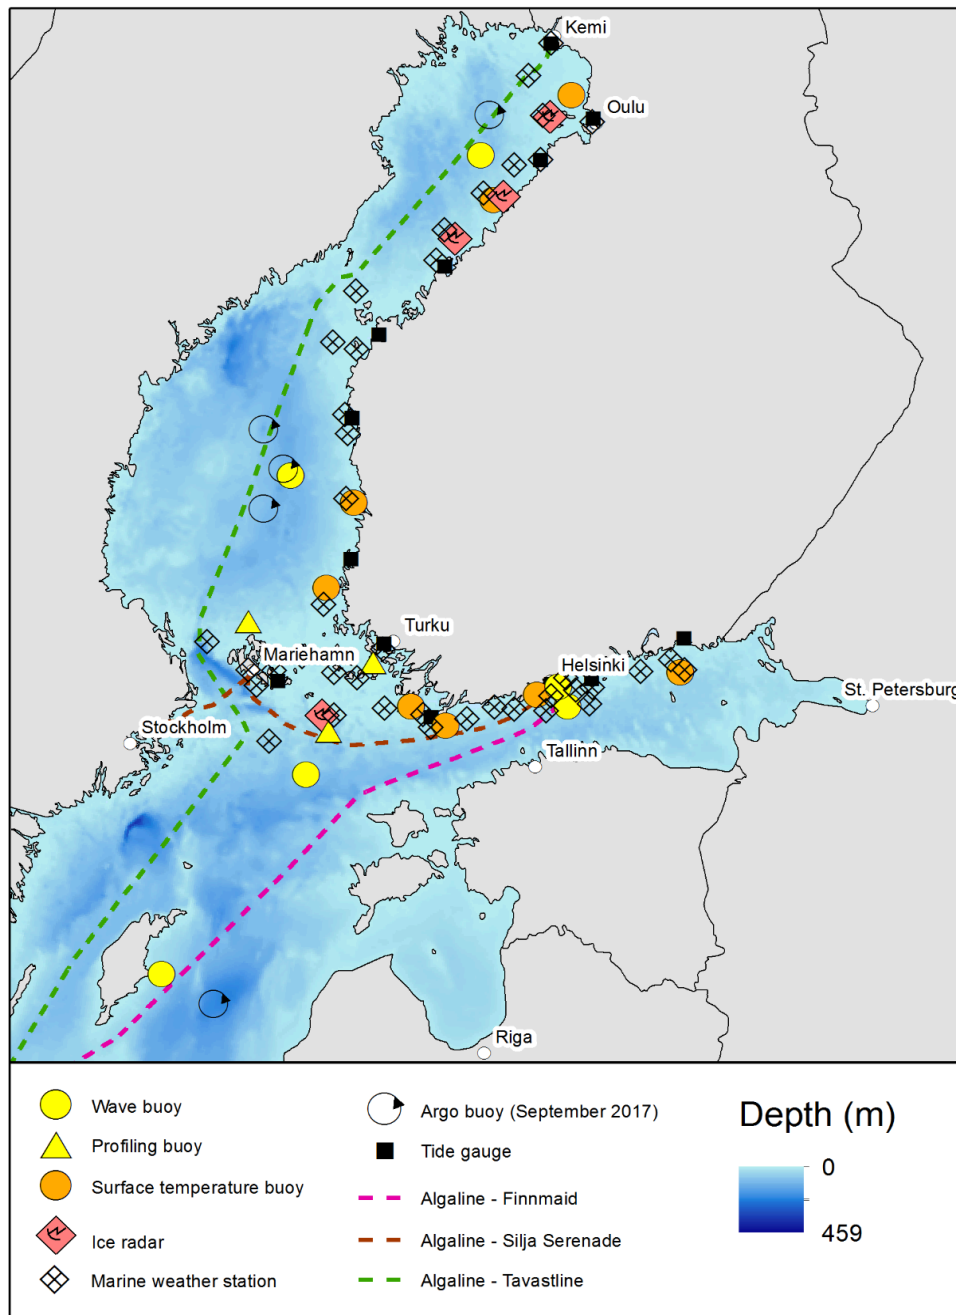 Kemi
Oulu
Turku
Mariehamn
Helsinki
St. Petersburg
Stockholm
Tallinn
Riga
Wave buoy
Profiling buoy
Surface temperature buoy
Ice radar
Marine weather station
Argo buoy (September 2017)
Tide gauge
Algaline - Finnmaid
Algaline - Silja Serenade
Algaline - Tavastline
Depth (m)
0
459